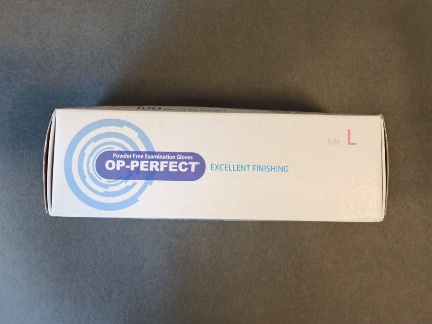 Powder Free Examination Gloves
OP-PERFECT
EXCELLENT FINISHING
Size L